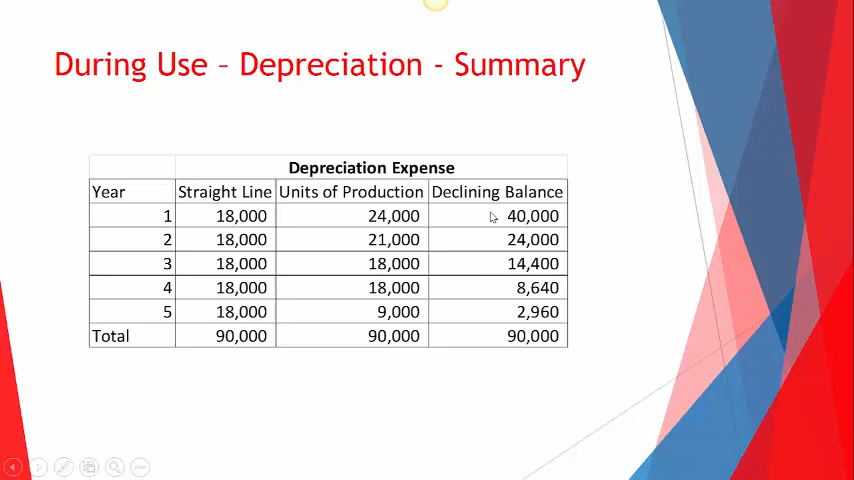 During Use – Depreciation - Summary
Depreciation Expense
Year Straight Line Units of Production Declining Balance
1 18,000 24,000 40,000
2 18,000 21,000 24,000
3 18,000 18,000 14,400
4 18,000 18,000 8,640
5 18,000 9,000 2,960
Total 90,000 90,000 90,000